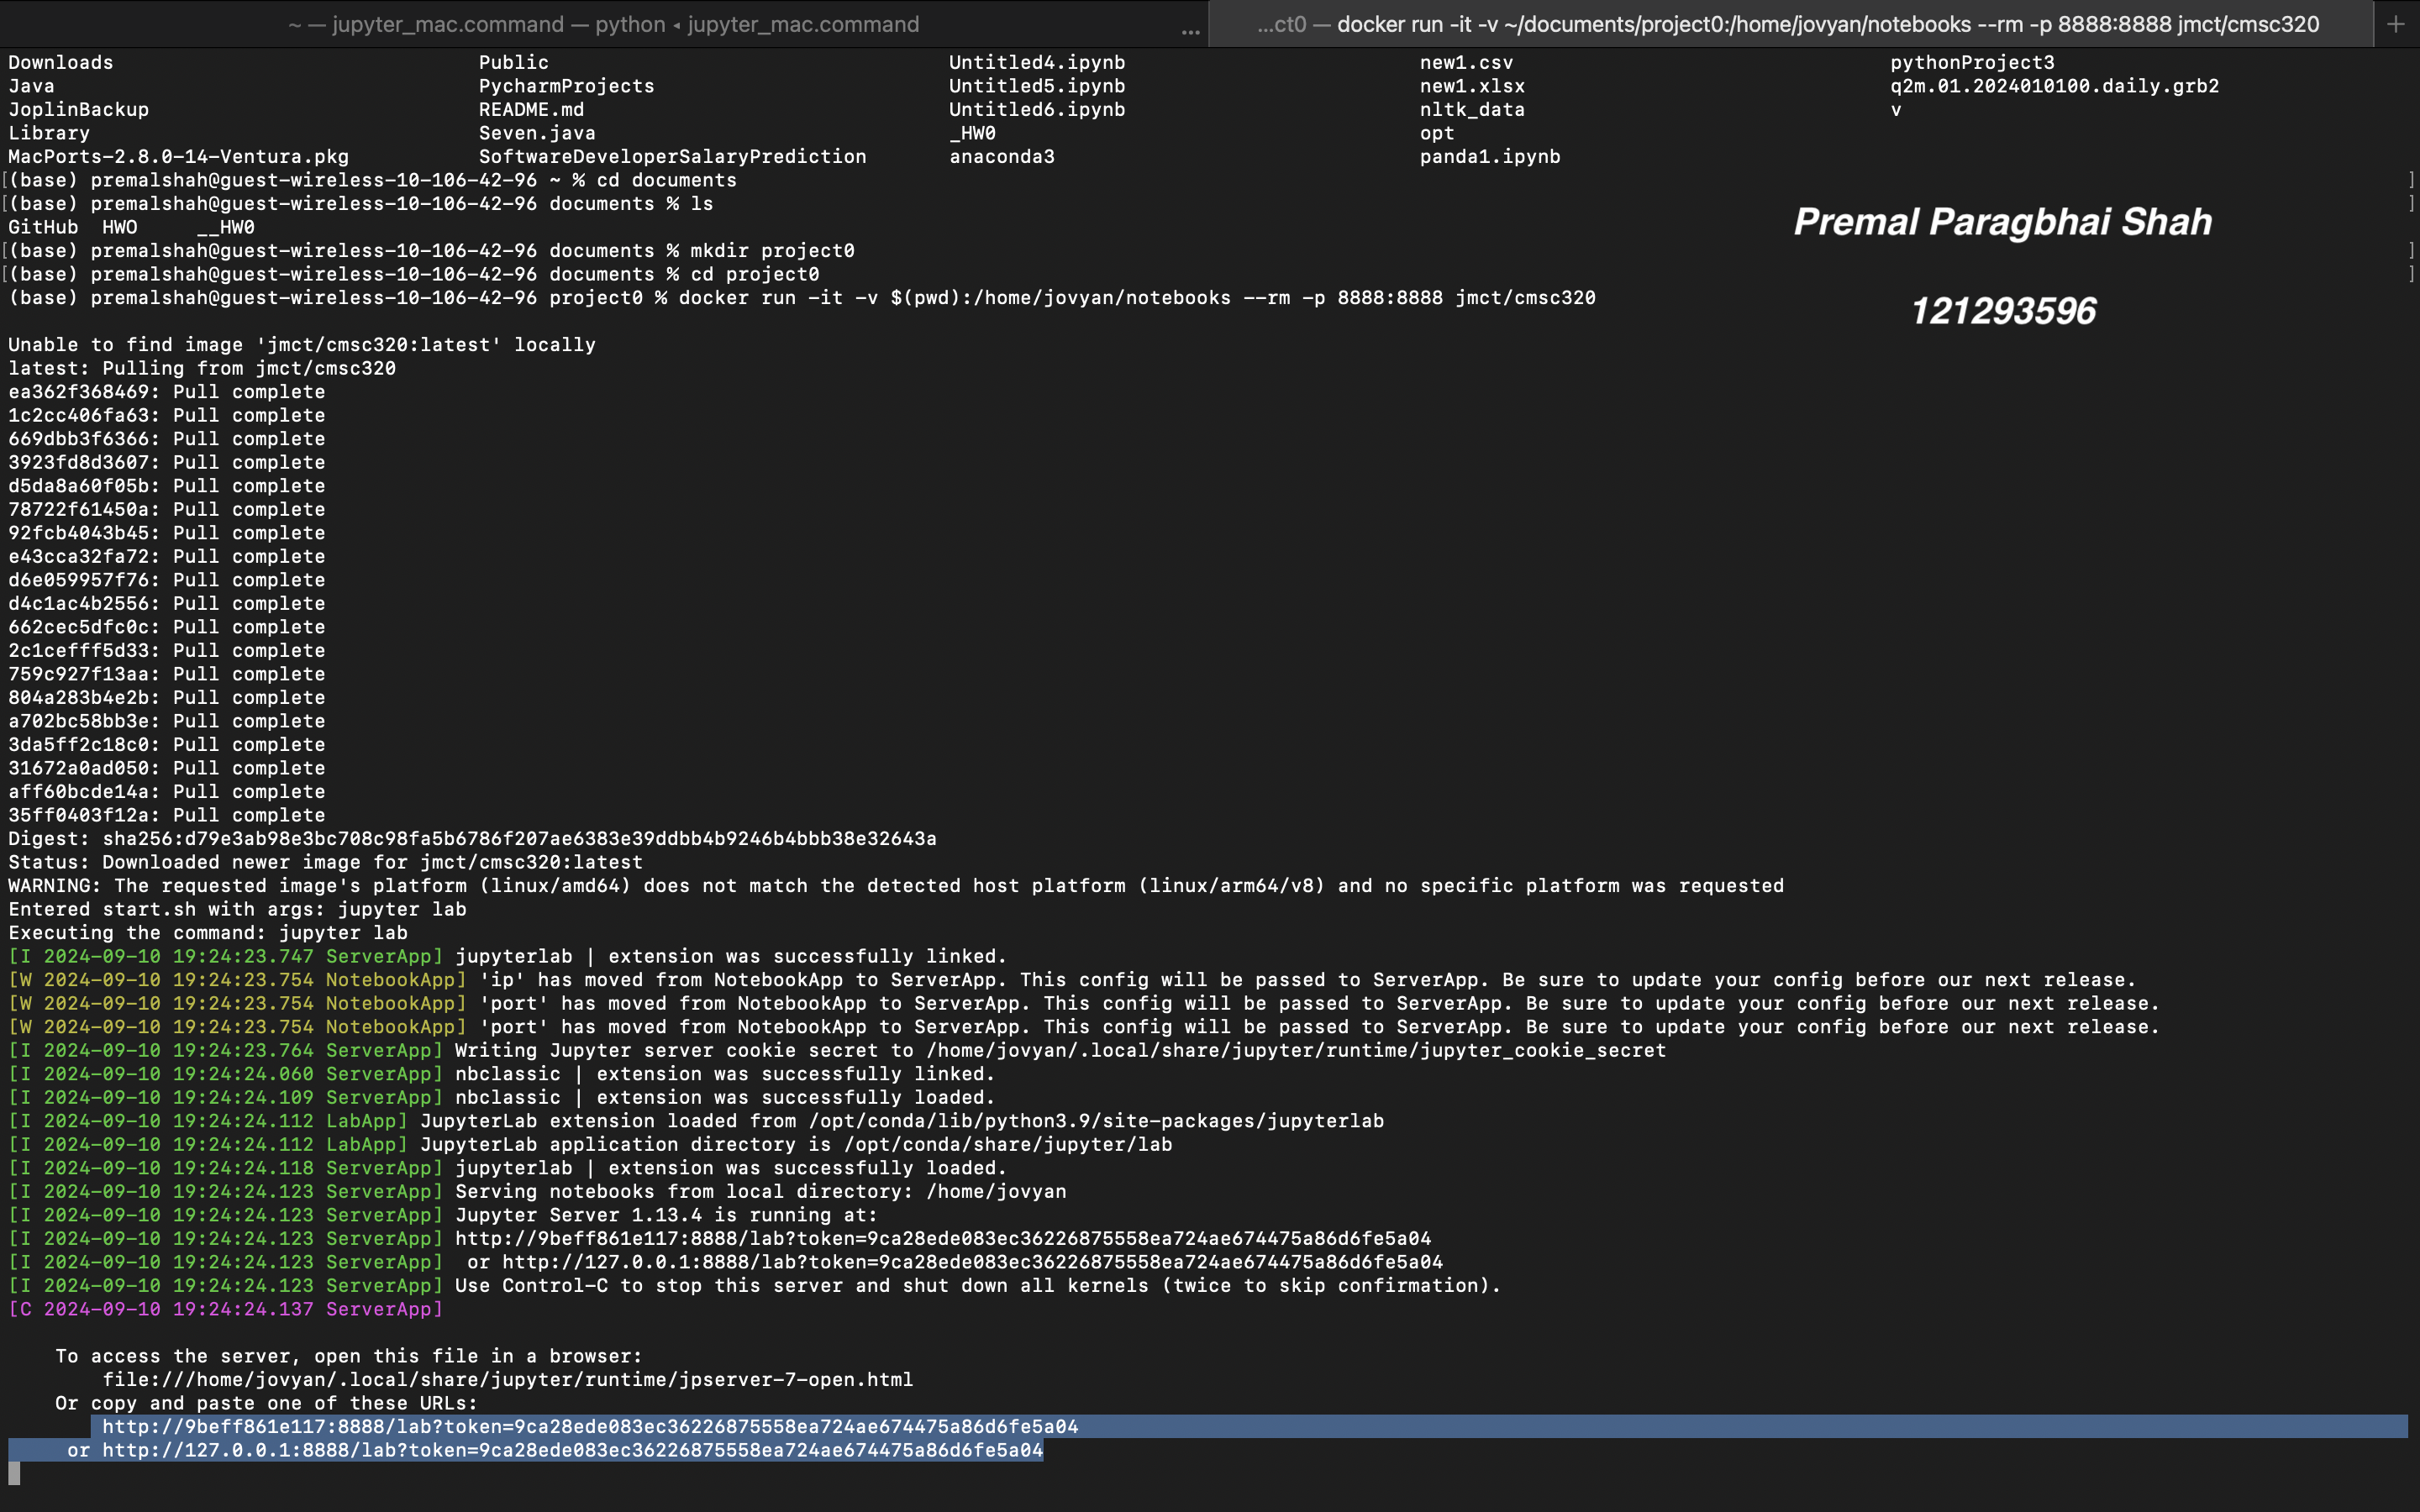 ~ — jupyter_mac.command — python ◂ jupyter_mac.command ...
...ct0 — docker run -it -v ~/documents/project0:/home/jovyan/notebooks --rm -p 8888:8888 jmct/cmsc320 +
Downloads Public Untitled4.ipynb new1.csv pythonProject3
Java PycharmProjects Untitled5.ipynb new1.xlsx q2m.01.2024010100.daily.grb2
JoplinBackup README.md Untitled6.ipynb nltk_data v
Library Seven.java _HW0 opt
MacPorts-2.8.0-14-Ventura.pkg SoftwareDeveloperSalaryPrediction anaconda3 panda1.ipynb
[(base) premalshah@guest-wireless-10-106-42-96 ~ % cd documents ]
[(base) premalshah@guest-wireless-10-106-42-96 documents % ls ]
Premal Paragbhai Shah
GitHub HWO __HW0
[(base) premalshah@guest-wireless-10-106-42-96 documents % mkdir project0 ]
[(base) premalshah@guest-wireless-10-106-42-96 documents % cd project0 ]
(base) premalshah@guest-wireless-10-106-42-96 project0 % docker run -it -v $(pwd):/home/jovyan/notebooks --rm -p 8888:8888 jmct/cmsc320
121293596
Unable to find image 'jmct/cmsc320:latest' locally
latest: Pulling from jmct/cmsc320
ea362f368469: Pull complete
1c2cc406fa63: Pull complete
669dbb3f6366: Pull complete
3923fd8d3607: Pull complete
d5da8a60f05b: Pull complete
78722f61450a: Pull complete
92fcb4043b45: Pull complete
e43cca32fa72: Pull complete
d6e059957f76: Pull complete
d4c1ac4b2556: Pull complete
662cec5dfc0c: Pull complete
2c1cefff5d33: Pull complete
759c927f13aa: Pull complete
804a283b4e2b: Pull complete
a702bc58bb3e: Pull complete
3da5ff2c18c0: Pull complete
31672a0ad050: Pull complete
aff60bcde14a: Pull complete
35ff0403f12a: Pull complete
Digest: sha256:d79e3ab98e3bc708c98fa5b6786f207ae6383e39ddbb4b9246b4bbb38e32643a
Status: Downloaded newer image for jmct/cmsc320:latest
WARNING: The requested image's platform (linux/amd64) does not match the detected host platform (linux/arm64/v8) and no specific platform was requested
Entered start.sh with args: jupyter lab
Executing the command: jupyter lab
[I 2024-09-10 19:24:23.747 ServerApp] jupyterlab | extension was successfully linked.
[W 2024-09-10 19:24:23.754 NotebookApp] 'ip' has moved from NotebookApp to ServerApp. This config will be passed to ServerApp. Be sure to update your config before our next release.
[W 2024-09-10 19:24:23.754 NotebookApp] 'port' has moved from NotebookApp to ServerApp. This config will be passed to ServerApp. Be sure to update your config before our next release.
[W 2024-09-10 19:24:23.754 NotebookApp] 'port' has moved from NotebookApp to ServerApp. This config will be passed to ServerApp. Be sure to update your config before our next release.
[I 2024-09-10 19:24:23.764 ServerApp] Writing Jupyter server cookie secret to /home/jovyan/.local/share/jupyter/runtime/jupyter_cookie_secret
[I 2024-09-10 19:24:24.060 ServerApp] nbclassic | extension was successfully linked.
[I 2024-09-10 19:24:24.109 ServerApp] nbclassic | extension was successfully loaded.
[I 2024-09-10 19:24:24.112 LabApp] JupyterLab extension loaded from /opt/conda/lib/python3.9/site-packages/jupyterlab
[I 2024-09-10 19:24:24.112 LabApp] JupyterLab application directory is /opt/conda/share/jupyter/lab
[I 2024-09-10 19:24:24.118 ServerApp] jupyterlab | extension was successfully loaded.
[I 2024-09-10 19:24:24.123 ServerApp] Serving notebooks from local directory: /home/jovyan
[I 2024-09-10 19:24:24.123 ServerApp] Jupyter Server 1.13.4 is running at:
[I 2024-09-10 19:24:24.123 ServerApp] http://9beff861e117:8888/lab?token=9ca28ede083ec36226875558ea724ae674475a86d6fe5a04
[I 2024-09-10 19:24:24.123 ServerApp] or http://127.0.0.1:8888/lab?token=9ca28ede083ec36226875558ea724ae674475a86d6fe5a04
[I 2024-09-10 19:24:24.123 ServerApp] Use Control-C to stop this server and shut down all kernels (twice to skip confirmation).
[C 2024-09-10 19:24:24.137 ServerApp]
To access the server, open this file in a browser:
file:///home/jovyan/.local/share/jupyter/runtime/jpserver-7-open.html
Or copy and paste one of these URLs:
http://9beff861e117:8888/lab?token=9ca28ede083ec36226875558ea724ae674475a86d6fe5a04
or http://127.0.0.1:8888/lab?token=9ca28ede083ec36226875558ea724ae674475a86d6fe5a04